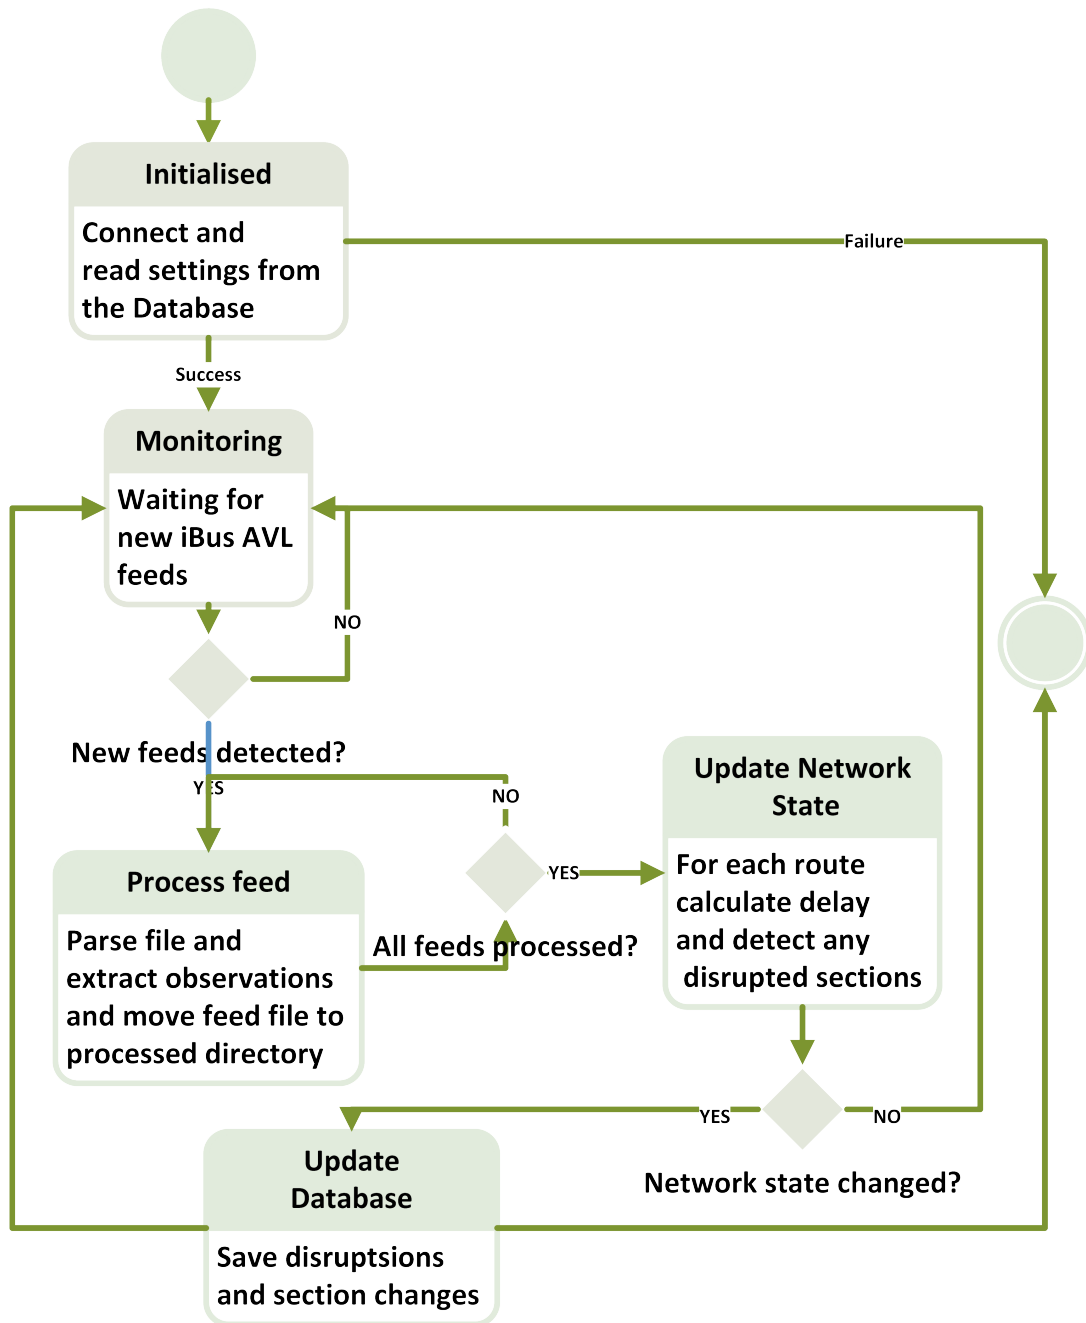 Initialised
Connect and
read settings from
the Database
Failure
Success
Monitoring
Waiting for
new iBus AVL
feeds
NO
New feeds detected?
YES
NO
Update Network
State
For each route
calculate delay
and detect any
disrupted sections
YES
Process feed
Parse file and
extract observations
and move feed file to
processed directory
All feeds processed?
YES
NO
Network state changed?
Update
Database
Save disruptsions
and section changes